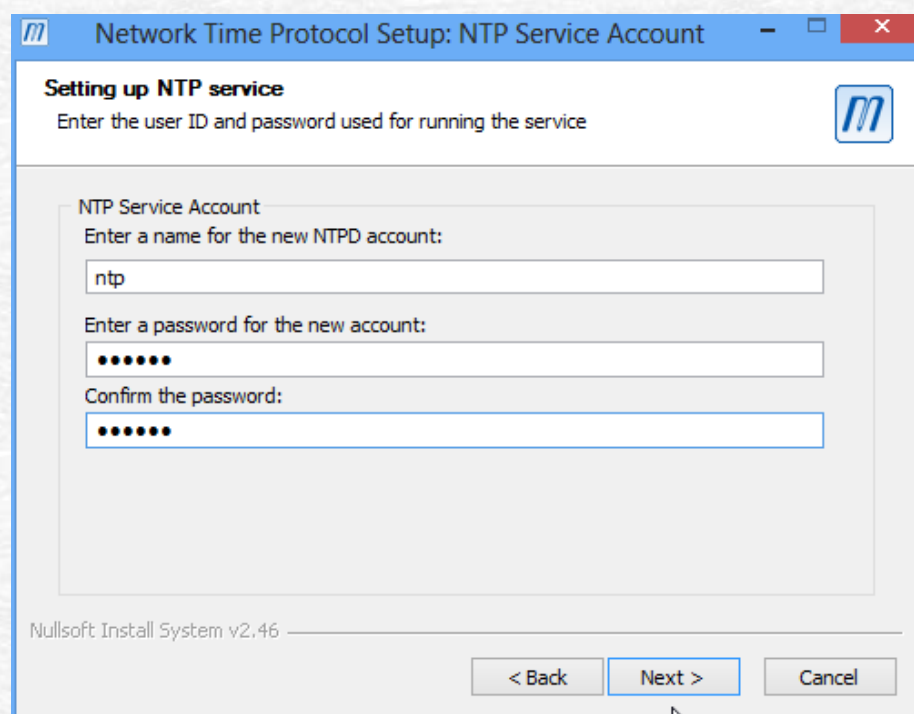 Network Time Protocol Setup: NTP Service Account
Setting up NTP service
Enter the user ID and password used for running the service
NTP Service Account
Enter a name for the new NTPD account:
ntp
Enter a password for the new account:
••••••
Confirm the password:
••••••
Nullsoft Install System v2.46
< Back
Next >
Cancel